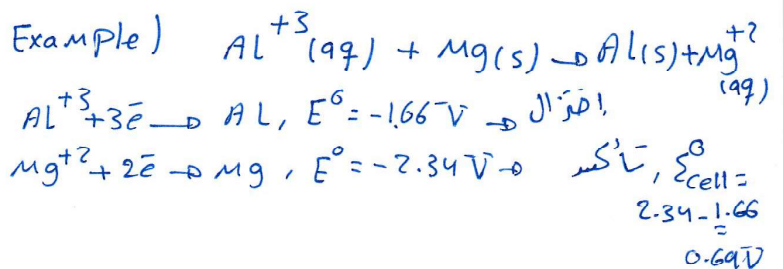 Example) Al⁺³(aq) + Mg(s) → Al(s) + Mg⁺²(aq)
Al⁺³ + 3ē → Al, E° = -1.66 V → اختزال
Mg⁺² + 2ē → Mg, E° = -2.34 V → تأكسد, ξ°cell =
2.34 - 1.66
=
0.69 V